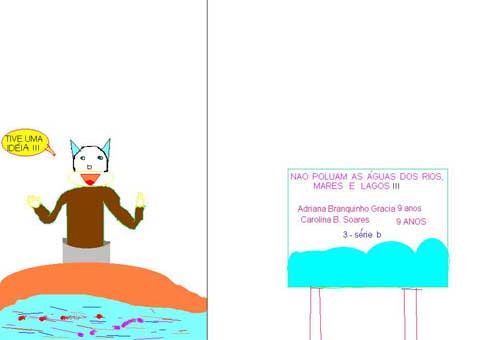 TIVE UMA
IDÉIA !!!
NAO POLUAM AS ÁGUAS DOS RIOS,
MARES E LAGOS !!!
Adriana Branquinho Gracia 9 anos
Carolina B. Soares 9 ANOS
3 - série b